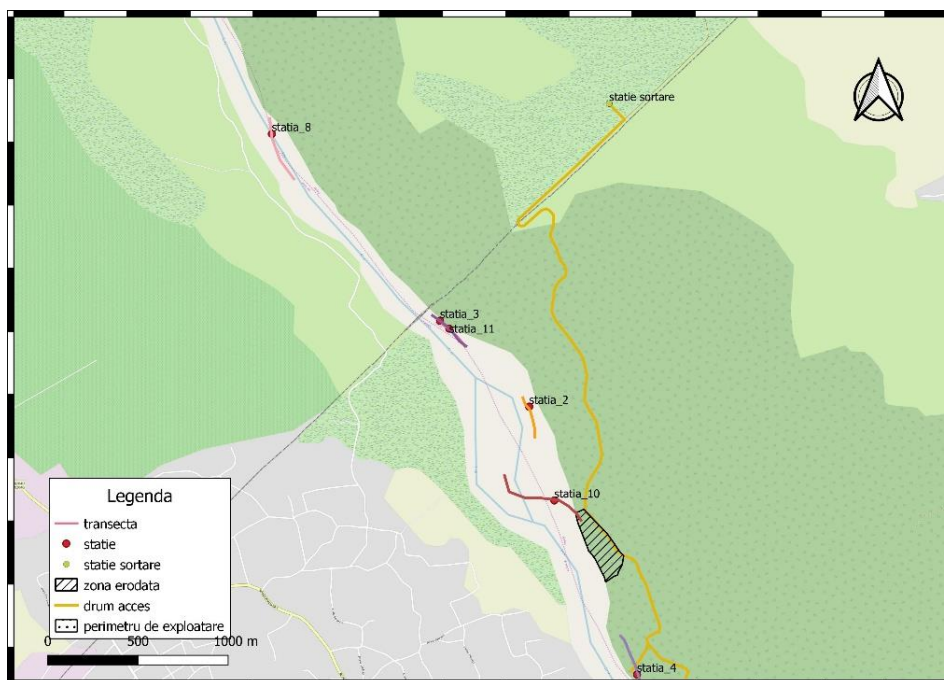 statie sortare
statia_8
statia_3
statia_11
statia_2
statia_10
Legenda
transecta
statie
statie sortare
zona erodata
drum acces
perimetru de exploatare
0 500 1000 m
statia_4